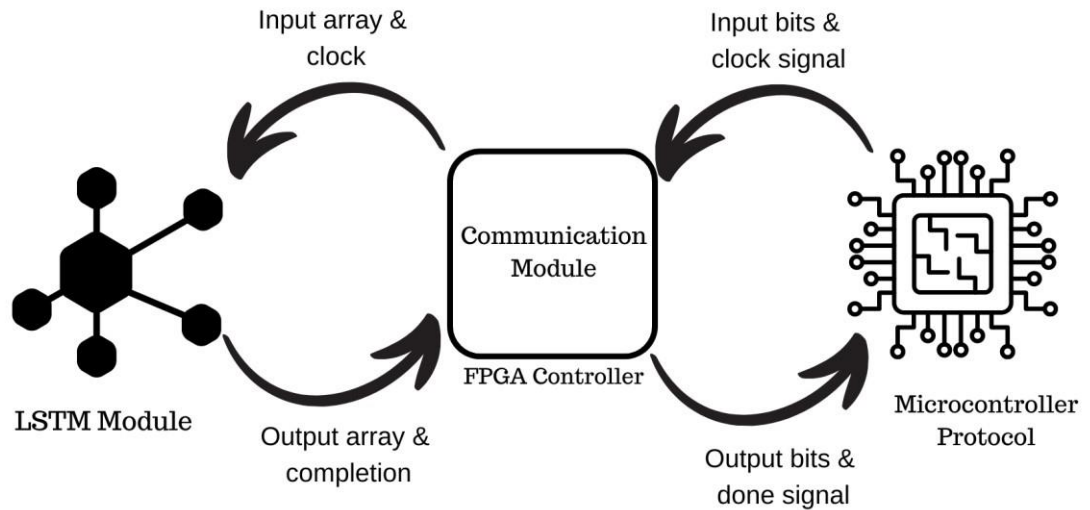 Input array &
clock
Input bits &
clock signal
Communication
Module
FPGA Controller
LSTM Module
Microcontroller
Protocol
Output array &
completion
Output bits &
done signal